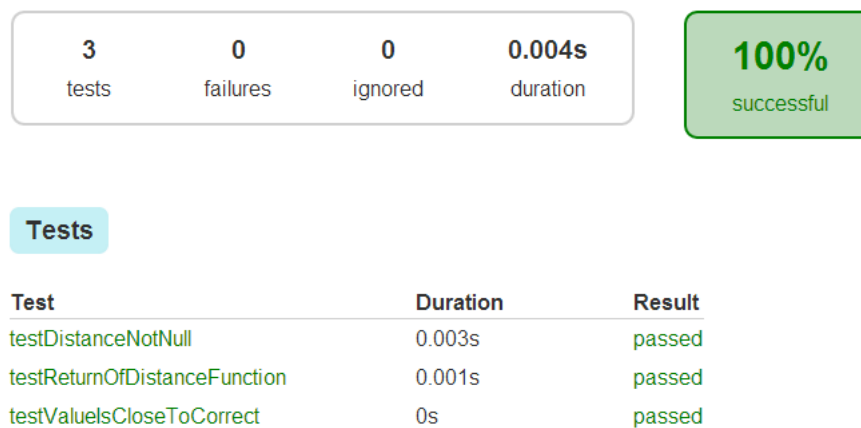 3 0 0 0.004s 100%
tests failures ignored duration successful
Tests
Test Duration Result
testDistanceNotNull 0.003s passed
testReturnOfDistanceFunction 0.001s passed
testValueIsCloseToCorrect 0s passed